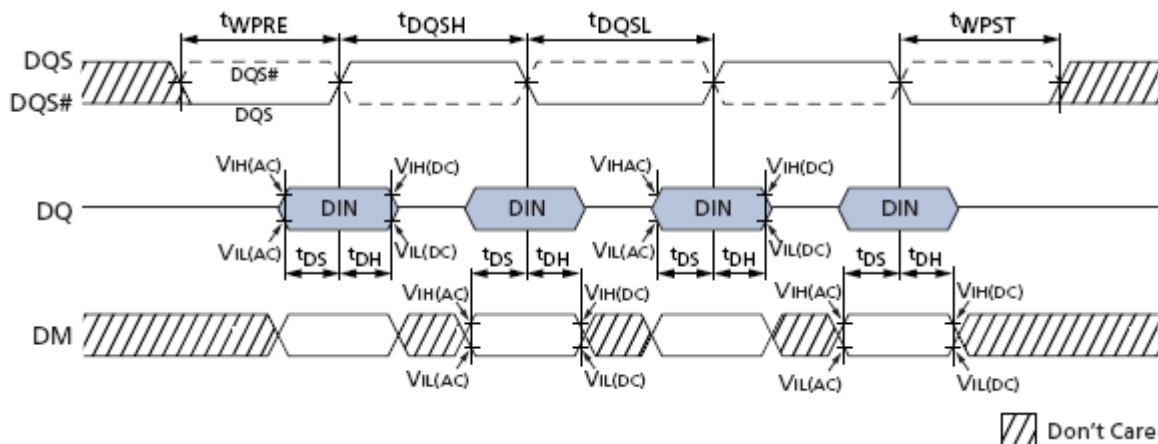 tWPRE tDQSH tDQSL tWPST
DQS
DQS#
DQS#
DQS
VIH(AC) VIH(DC) VIHAC) VIH(DC)
DQ DIN DIN DIN DIN
VIL(AC) VIL(DC) VIL(AC) VIL(DC)
tDS tDH tDS tDH tDS tDH tDS tDH
VIH(AC) VIH(DC) VIH(AC) VIH(DC)
DM
VIL(AC) VIL(DC) VIL(AC) VIL(DC)
Don't Care